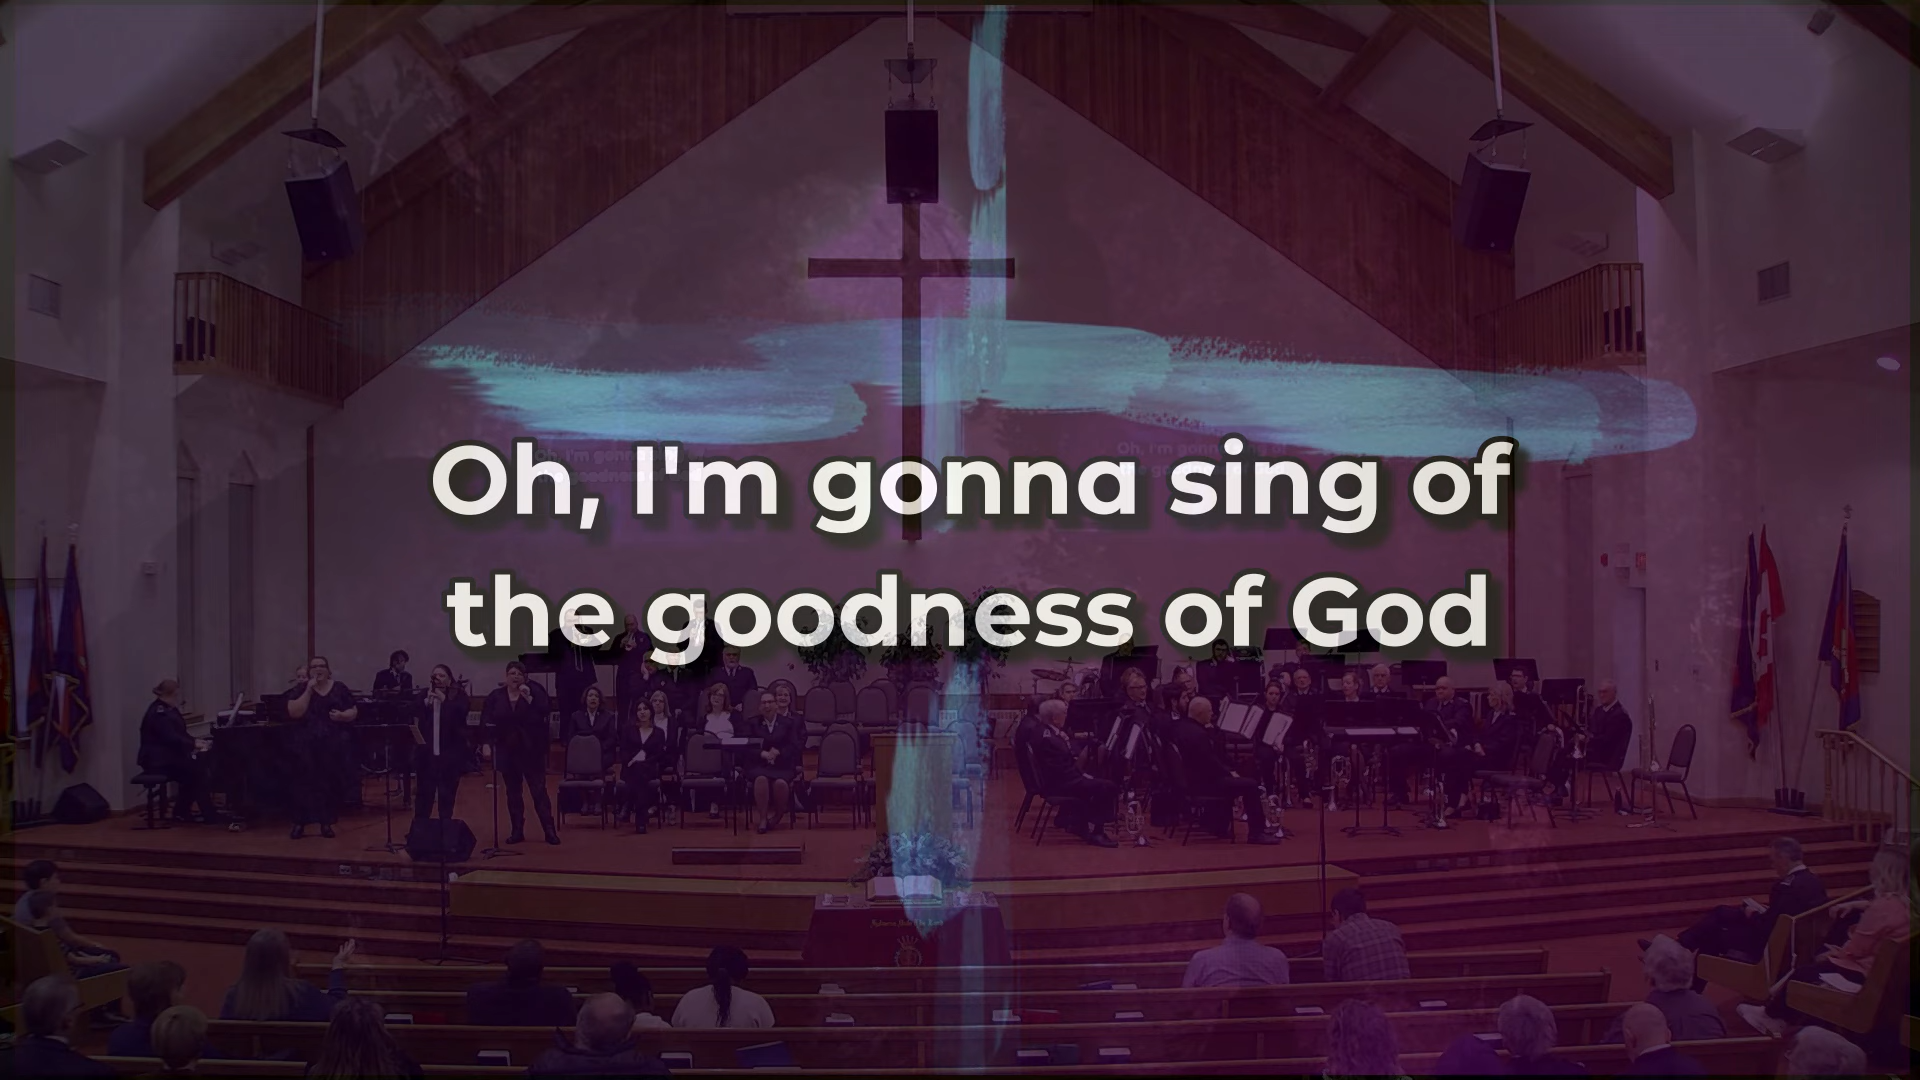 Oh, I'm gonna sing of
the goodness of God